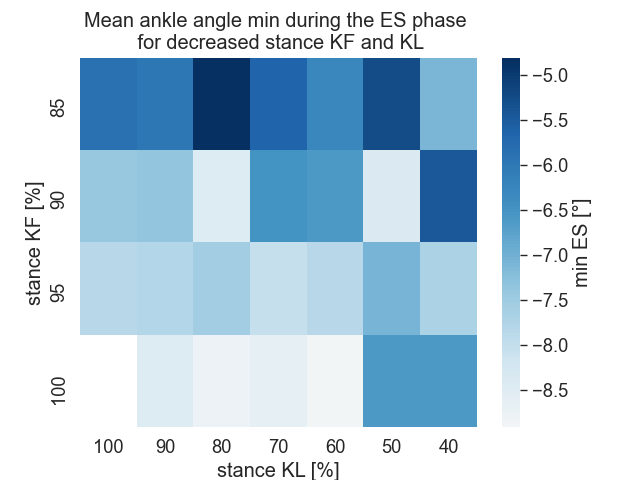 Mean ankle angle min during the ES phase
for decreased stance KF and KL
stance KF [%]
85
90
95
100
100 90 80 70 60 50 40
stance KL [%]
−5.0
−5.5
−6.0
−6.5
−7.0
−7.5
−8.0
−8.5
min ES [°]